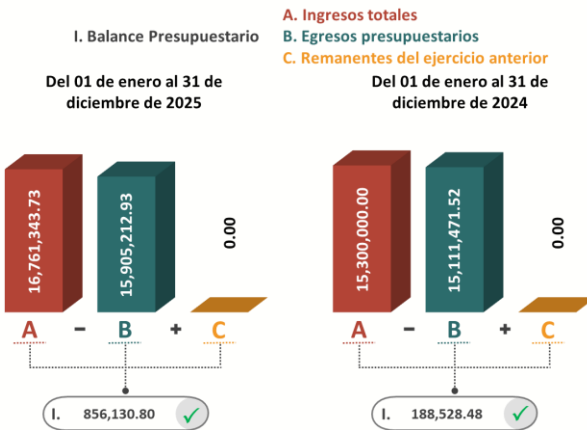 A. Ingresos totales
I. Balance Presupuestario
B. Egresos presupuestarios
C. Remanentes del ejercicio anterior
Del 01 de enero al 31 de
diciembre de 2025
Del 01 de enero al 31 de
diciembre de 2024
16,761,343.73
15,905,212.93
0.00
15,300,000.00
15,111,471.52
0.00
A - B + C
A - B + C
I. 856,130.80 ✓
I. 188,528.48 ✓